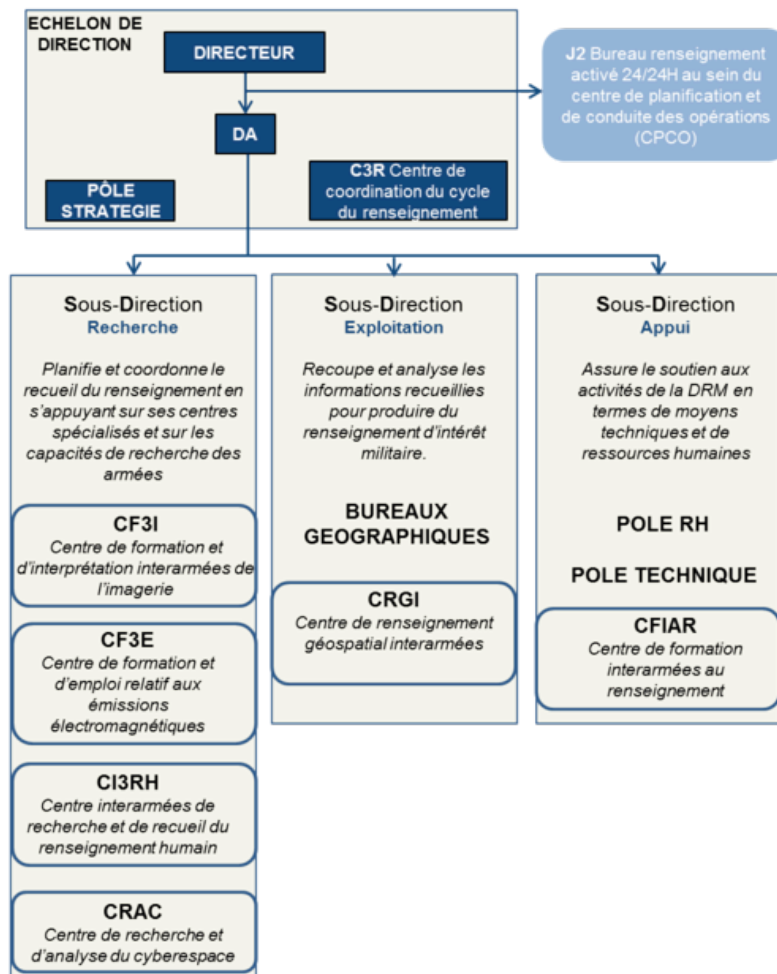 ECHELON DE
DIRECTION
DIRECTEUR
J2 Bureau renseignement
activé 24/24H au sein du
centre de planification et
de conduite des opérations
(CPCO)
DA
PÔLE
STRATEGIE
C3R Centre de
coordination du cycle
du renseignement
Sous-Direction
Recherche
Planifie et coordonne le
recueil du renseignement en
s'appuyant sur ses centres
spécialisés et sur les
capacités de recherche des
armées
CF3I
Centre de formation et
d'interprétation interarmées de
l'imagerie
CF3E
Centre de formation et
d'emploi relatif aux
émissions
électromagnétiques
CI3RH
Centre interarmées de
recherche et de recueil du
renseignement humain
CRAC
Centre de recherche et
d'analyse du cyberespace
Sous-Direction
Exploitation
Recoupe et analyse les
informations recueillies
pour produire du
renseignement d'intérêt
militaire.
BUREAUX
GEOGRAPHIQUES
CRGI
Centre de renseignement
géospatial interarmées
Sous-Direction
Appui
Assure le soutien aux
activités de la DRM en
termes de moyens
techniques et de
ressources humaines
POLE RH
POLE TECHNIQUE
CFIAR
Centre de formation
interarmées au
renseignement